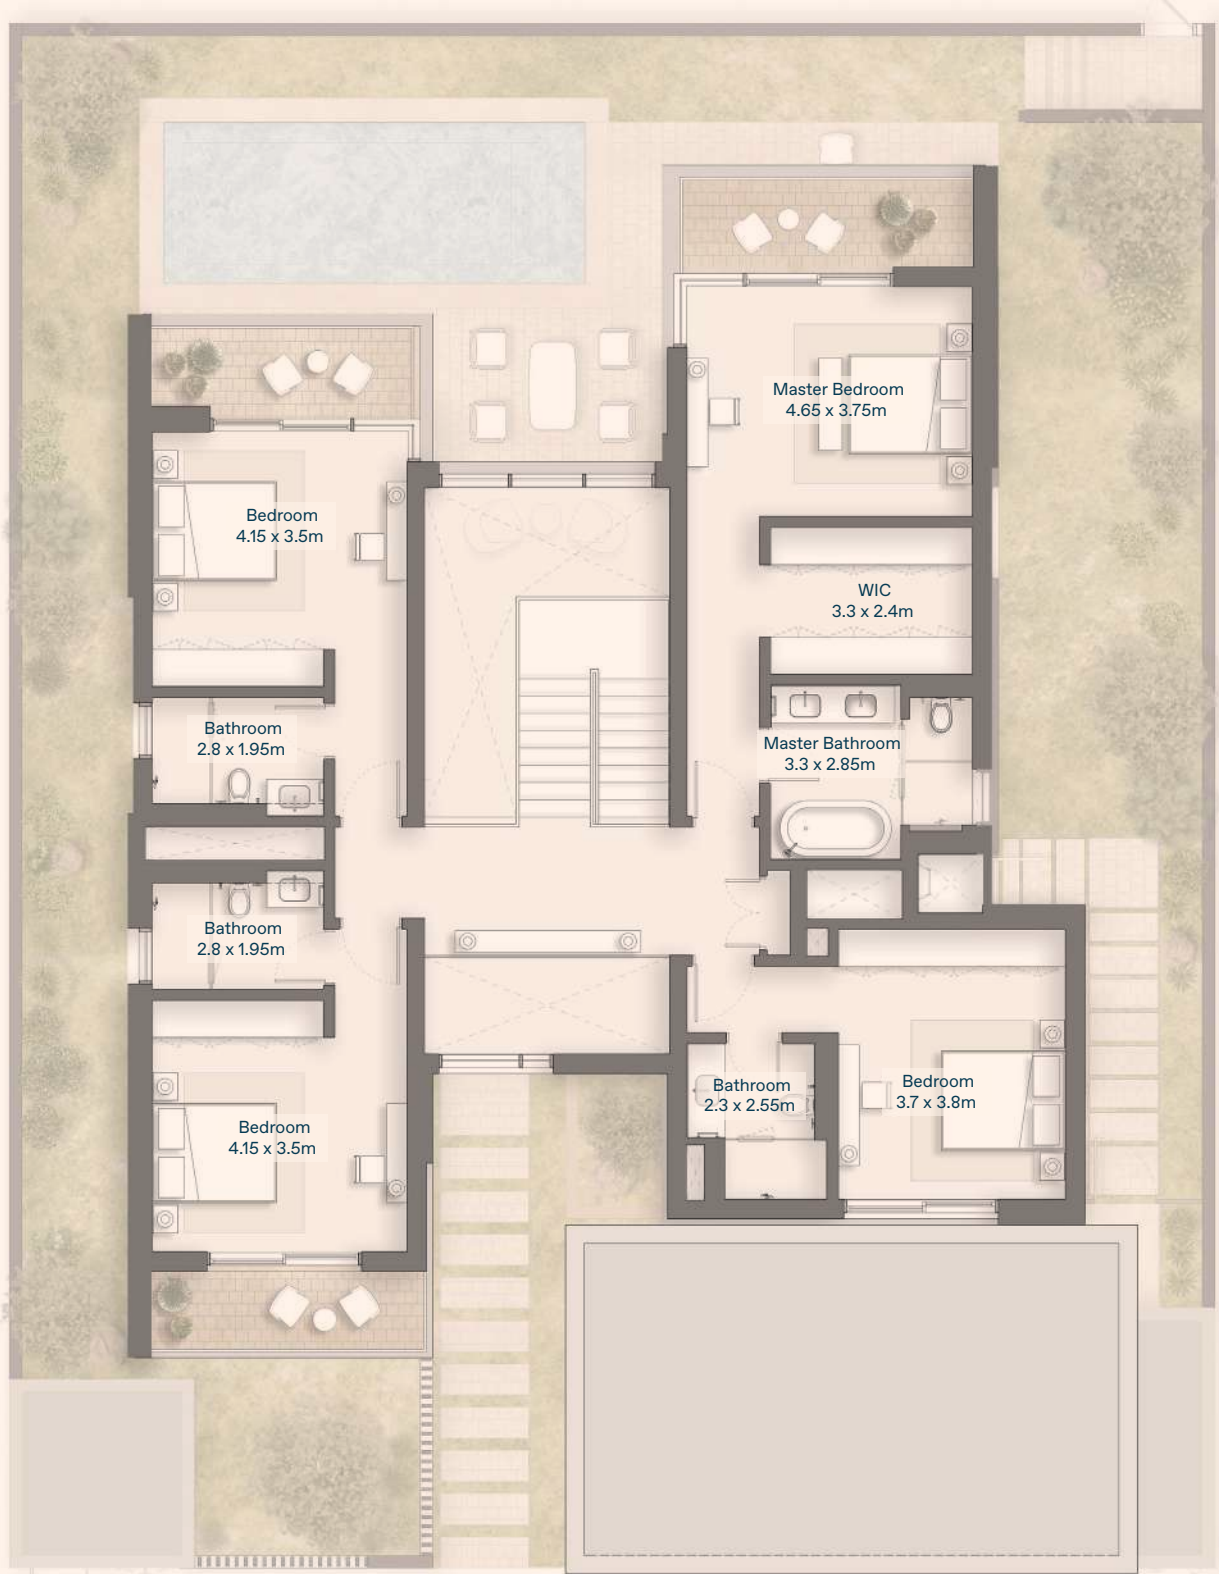 Master Bedroom
4.65 x 3.75m
Bedroom
4.15 x 3.5m
WIC
3.3 x 2.4m
Bathroom
2.8 x 1.95m
Master Bathroom
3.3 x 2.85m
Bathroom
2.8 x 1.95m
Bathroom
2.3 x 2.55m
Bedroom
3.7 x 3.8m
Bedroom
4.15 x 3.5m